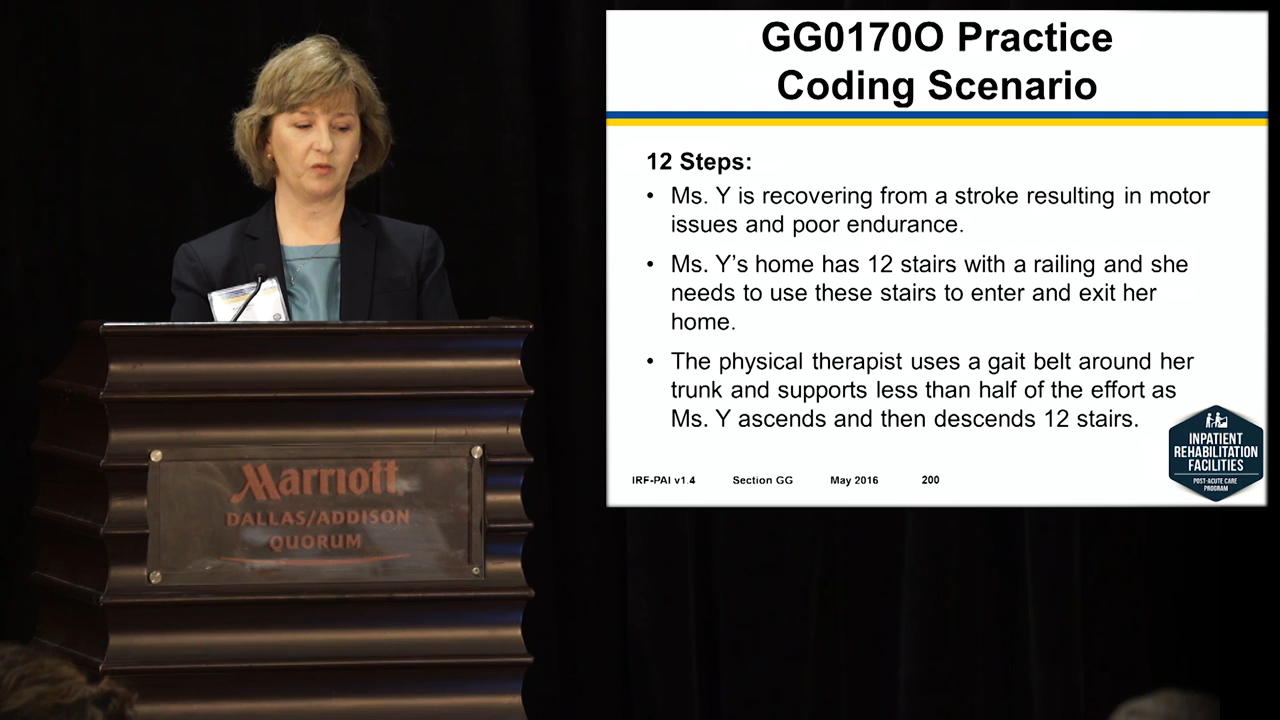 GG0170O Practice
Coding Scenario
12 Steps:
• Ms. Y is recovering from a stroke resulting in motor
issues and poor endurance.
• Ms. Y’s home has 12 stairs with a railing and she
needs to use these stairs to enter and exit her
home.
• The physical therapist uses a gait belt around her
trunk and supports less than half of the effort as
Ms. Y ascends and then descends 12 stairs.
IRF-PAI v1.4 Section GG May 2016 200
INPATIENT
REHABILITATION
FACILITIES
POST-ACUTE CARE
PROGRAM
Marriott
DALLAS/ADDISON
QUORUM